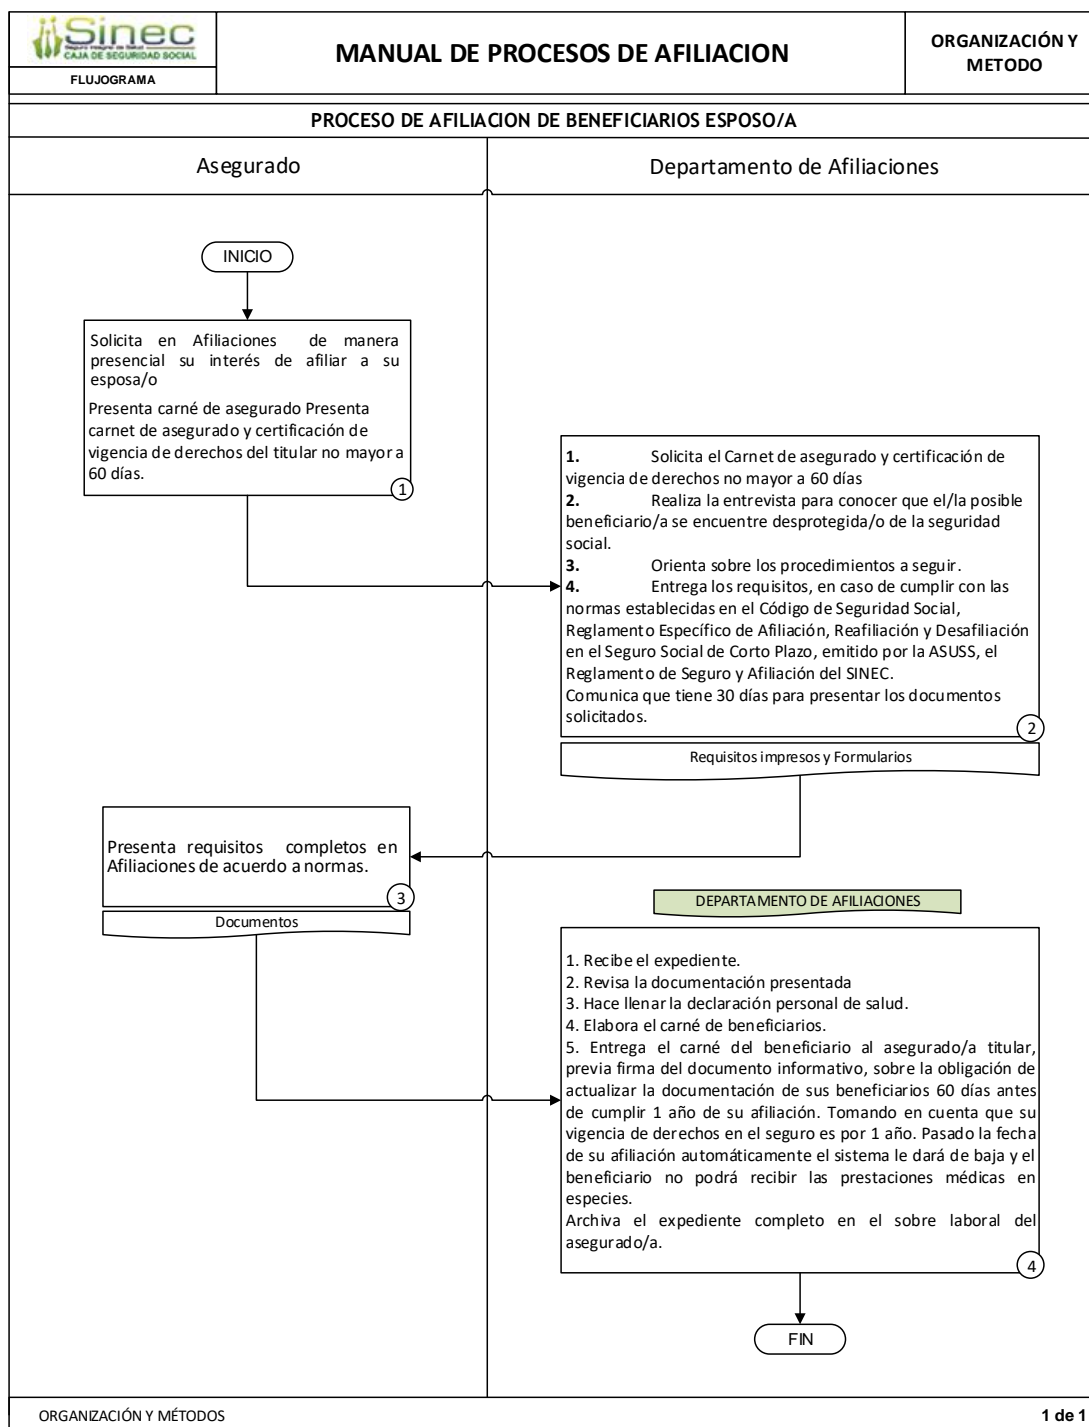 Sinec
Seguro Integral de Salud
CAJA DE SEGURIDAD SOCIAL
FLUJOGRAMA
MANUAL DE PROCESOS DE AFILIACION
ORGANIZACIÓN Y
METODO
PROCESO DE AFILIACION DE BENEFICIARIOS ESPOSO/A
Asegurado
Departamento de Afiliaciones
INICIO
Solicita en Afiliaciones de manera
presencial su interés de afiliar a su
esposa/o
Presenta carné de asegurado Presenta
carnet de asegurado y certificación de
vigencia de derechos del titular no mayor a
60 días.
1
1. Solicita el Carnet de asegurado y certificación de
vigencia de derechos no mayor a 60 días
2. Realiza la entrevista para conocer que el/la posible
beneficiario/a se encuentre desprotegida/o de la seguridad
social.
3. Orienta sobre los procedimientos a seguir.
4. Entrega los requisitos, en caso de cumplir con las
normas establecidas en el Código de Seguridad Social,
Reglamento Específico de Afiliación, Reafiliación y Desafiliación
en el Seguro Social de Corto Plazo, emitido por la ASUSS, el
Reglamento de Seguro y Afiliación del SINEC.
Comunica que tiene 30 días para presentar los documentos
solicitados.
2
Requisitos impresos y Formularios
Presenta requisitos completos en
Afiliaciones de acuerdo a normas.
3
Documentos
DEPARTAMENTO DE AFILIACIONES
1. Recibe el expediente.
2. Revisa la documentación presentada
3. Hace llenar la declaración personal de salud.
4. Elabora el carné de beneficiarios.
5. Entrega el carné del beneficiario al asegurado/a titular,
previa firma del documento informativo, sobre la obligación de
actualizar la documentación de sus beneficiarios 60 días antes
de cumplir 1 año de su afiliación. Tomando en cuenta que su
vigencia de derechos en el seguro es por 1 año. Pasado la fecha
de su afiliación automáticamente el sistema le dará de baja y el
beneficiario no podrá recibir las prestaciones médicas en
especies.
Archiva el expediente completo en el sobre laboral del
asegurado/a.
4
FIN
ORGANIZACIÓN Y MÉTODOS
1 de 1